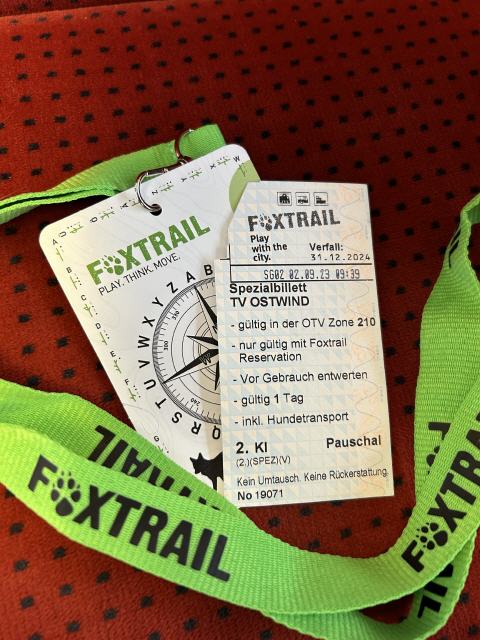 FOXTRAIL
PLAY. THINK. MOVE.
FOXTRAIL
Play
with the
city.
Verfall:
31.12.2024
SG02 02.09.23 09:39
Spezialbillett
TV OSTWIND
- gültig in der OTV Zone 210
- nur gültig mit Foxtrail
Reservation
- Vor Gebrauch entwerten
- gültig 1 Tag
- inkl. Hundetransport
2. Kl
Pauschal
(2.)(SPEZ)(V)
Kein Umtausch. Keine Rückerstattung.
No 19071
Q R S T U V W X Y Z A B
FOXTRAIL
FOXTRAIL